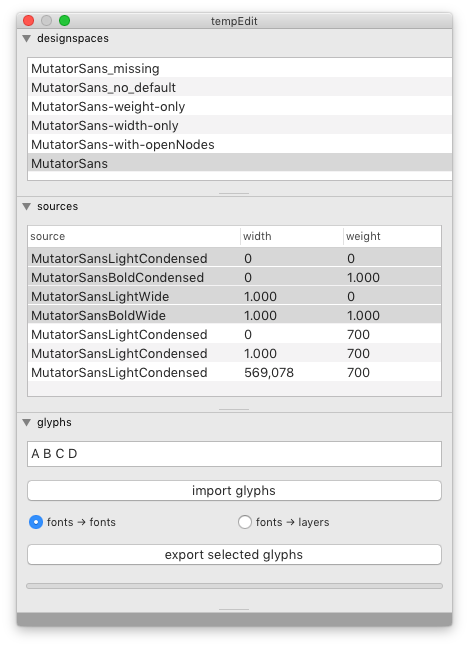 tempEdit
designspaces
MutatorSans_missing
MutatorSans_no_default
MutatorSans-weight-only
MutatorSans-width-only
MutatorSans-with-openNodes
MutatorSans
sources
source width weight
MutatorSansLightCondensed 0 0
MutatorSansBoldCondensed 0 1.000
MutatorSansLightWide 1.000 0
MutatorSansBoldWide 1.000 1.000
MutatorSansLightCondensed 0 700
MutatorSansLightCondensed 1.000 700
MutatorSansLightCondensed 569,078 700
glyphs
A B C D
import glyphs
fonts → fonts fonts → layers
export selected glyphs